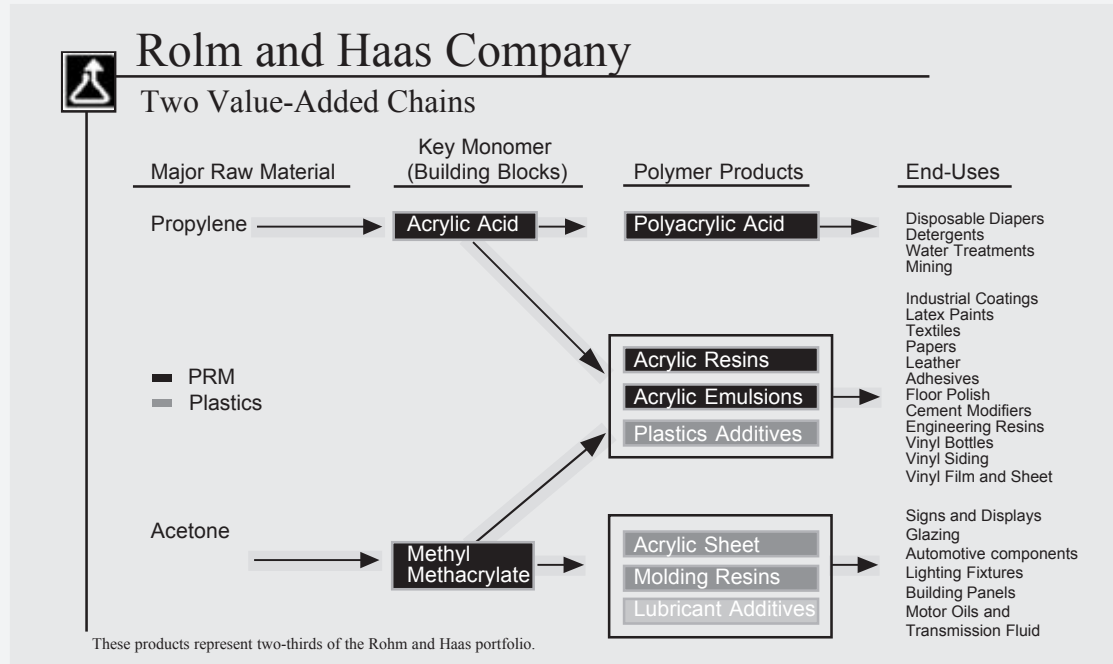 Rolm and Haas Company
Two Value-Added Chains
Major Raw Material
Key Monomer
(Building Blocks)
Polymer Products
End-Uses
Propylene
Acrylic Acid
Polyacrylic Acid
Disposable Diapers
Detergents
Water Treatments
Mining
PRM
Plastics
Acrylic Resins
Acrylic Emulsions
Plastics Additives
Industrial Coatings
Latex Paints
Textiles
Papers
Leather
Adhesives
Floor Polish
Cement Modifiers
Engineering Resins
Vinyl Bottles
Vinyl Siding
Vinyl Film and Sheet
Acetone
Methyl
Methacrylate
Acrylic Sheet
Molding Resins
Lubricant Additives
Signs and Displays
Glazing
Automotive components
Lighting Fixtures
Building Panels
Motor Oils and
Transmission Fluid
These products represent two-thirds of the Rohm and Haas portfolio.